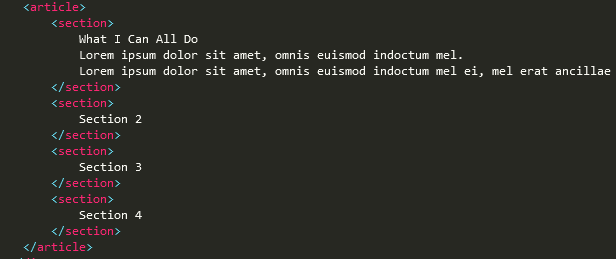 <article>
<section>
What I Can All Do
Lorem ipsum dolor sit amet, omnis euismod indoctum mel.
Lorem ipsum dolor sit amet, omnis euismod indoctum mel ei, mel erat ancillae
</section>
<section>
Section 2
</section>
<section>
Section 3
</section>
<section>
Section 4
</section>
</article>